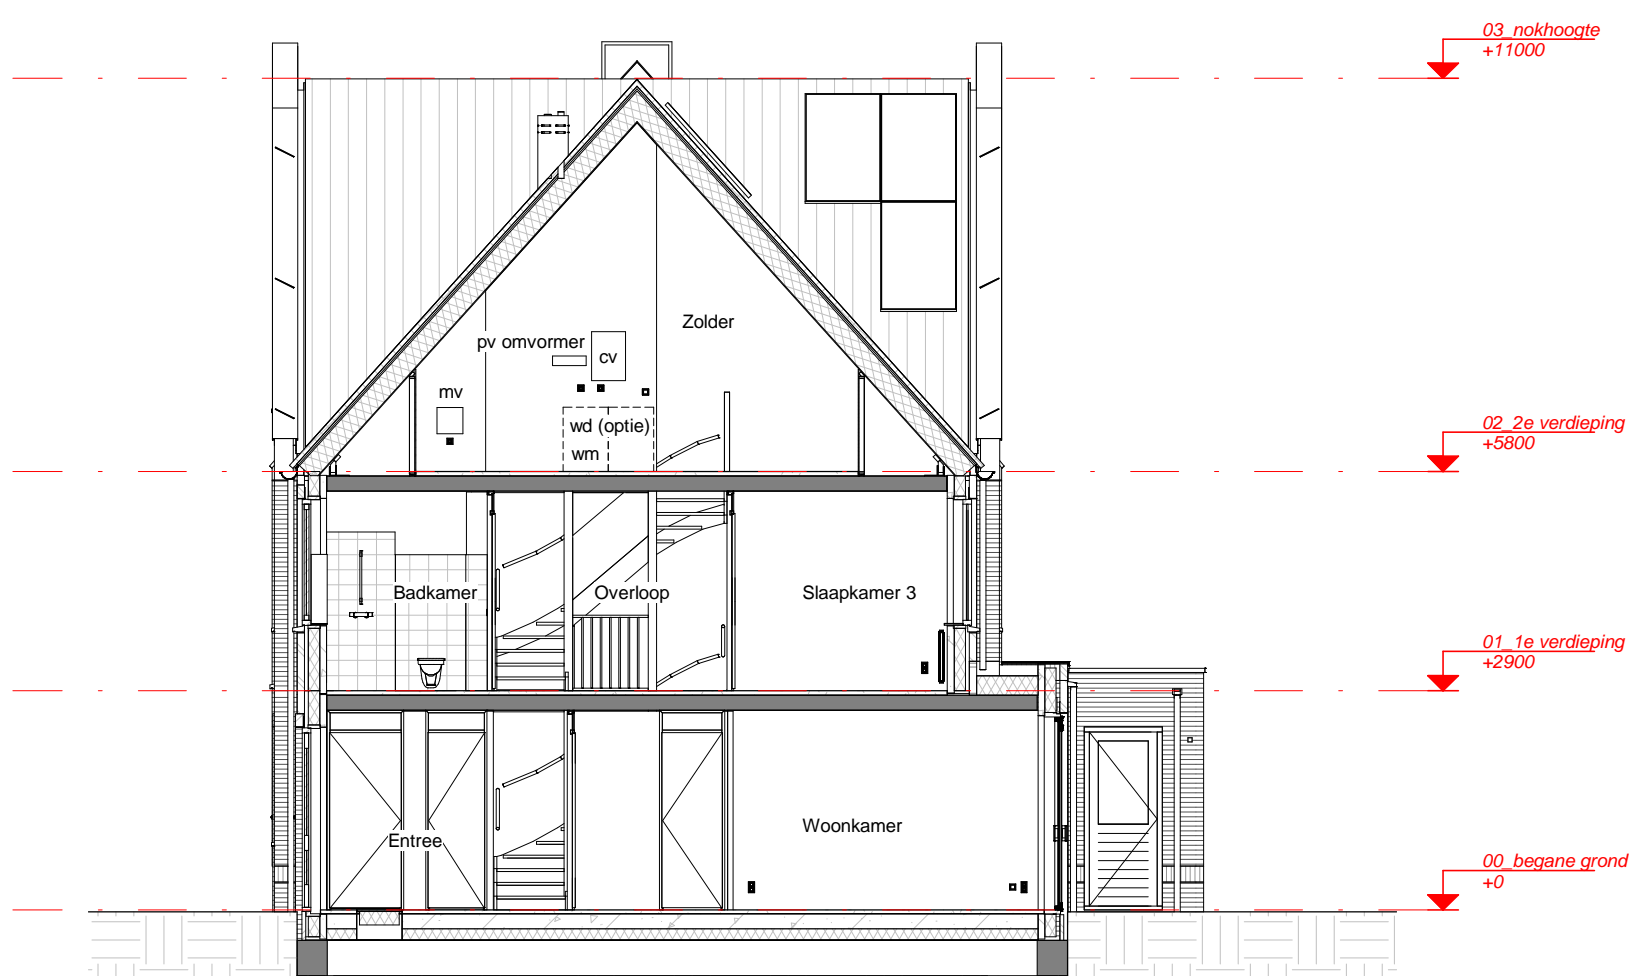 03_nokhoogte
+11000
Zolder
pv omvormer
cv
mv
wd (optie)
wm
02_2e verdieping
+5800
Badkamer
Overloop
Slaapkamer 3
01_1e verdieping
+2900
Entree
Woonkamer
00_begane grond
+0